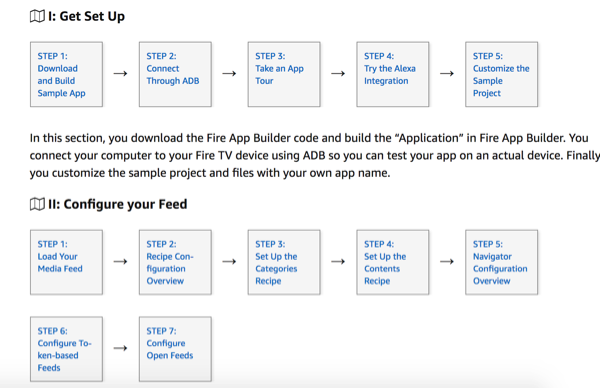 I: Get Set Up
STEP 1:
Download
and Build
Sample App
STEP 2:
Connect
Through ADB
STEP 3:
Take an App
Tour
STEP 4:
Try the Alexa
Integration
STEP 5:
Customize the
Sample
Project
In this section, you download the Fire App Builder code and build the “Application” in Fire App Builder. You
connect your computer to your Fire TV device using ADB so you can test your app on an actual device. Finally
you customize the sample project and files with your own app name.
II: Configure your Feed
STEP 1:
Load Your
Media Feed
STEP 2:
Recipe Con-
figuration
Overview
STEP 3:
Set Up the
Categories
Recipe
STEP 4:
Set Up the
Contents
Recipe
STEP 5:
Navigator
Configuration
Overview
STEP 6:
Configure To-
ken-based
Feeds
STEP 7:
Configure
Open Feeds